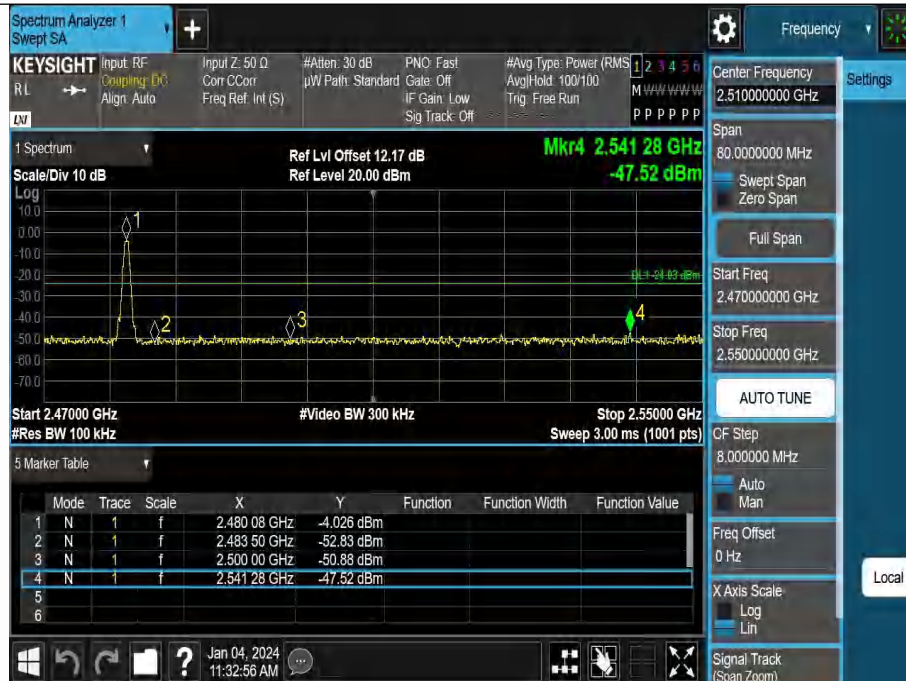 Spectrum Analyzer 1
Swept SA
+
Frequency
KEYSIGHT
RL
LXI
Input: RF
Coupling: DC
Align: Auto
Input Z: 50 Ω
Corr CCorr
Freq Ref: Int (S)
#Atten: 30 dB
µW Path: Standard
PNO: Fast
Gate: Off
IF Gain: Low
Sig Track: Off
#Avg Type: Power (RMS
Avg|Hold: 100/100
Trig: Free Run
1 2 3 4 5 6
M W W W W W
P P P P P P
Center Frequency
2.510000000 GHz
Settings
1 Spectrum
Scale/Div 10 dB
Ref Lvl Offset 12.17 dB
Ref Level 20.00 dBm
Mkr4 2.541 28 GHz
-47.52 dBm
Span
80.0000000 MHz
Swept Span
Zero Span
Full Span
Start Freq
2.470000000 GHz
Stop Freq
2.550000000 GHz
AUTO TUNE
CF Step
8.000000 MHz
Auto
Man
Freq Offset
0 Hz
X Axis Scale
Log
Lin
Signal Track
(Span Zoom)
Local
Log
10.0
0.00
-10.0
-20.0
-30.0
-40.0
-50.0
-60.0
-70.0
1
2
3
4
DL1 -24.03 dBm
Start 2.47000 GHz
#Video BW 300 kHz
Stop 2.55000 GHz
#Res BW 100 kHz
Sweep 3.00 ms (1001 pts)
5 Marker Table
Mode Trace Scale X Y Function Function Width Function Value
1 N 1 f 2.480 08 GHz -4.026 dBm
2 N 1 f 2.483 50 GHz -52.83 dBm
3 N 1 f 2.500 00 GHz -50.88 dBm
4 N 1 f 2.541 28 GHz -47.52 dBm
5
6
?
Jan 04, 2024
11:32:56 AM